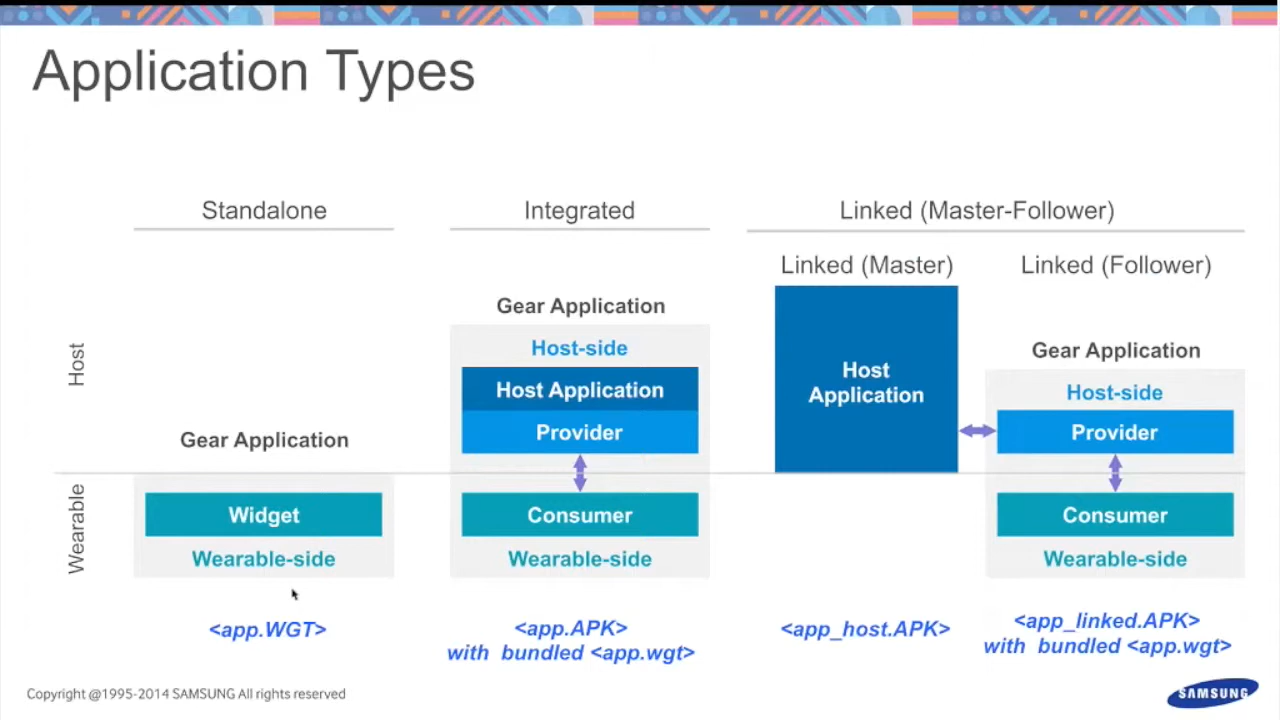 Application Types
Standalone
Integrated
Linked (Master-Follower)
Linked (Master)
Linked (Follower)
Host
Wearable
Gear Application
Widget
Wearable-side
<app.WGT>
Gear Application
Host-side
Host Application
Provider
Consumer
Wearable-side
<app.APK>
with bundled <app.wgt>
Host
Application
<app_host.APK>
Gear Application
Host-side
Provider
Consumer
Wearable-side
<app_linked.APK>
with bundled <app.wgt>
Copyright @1995-2014 SAMSUNG All rights reserved
SAMSUNG